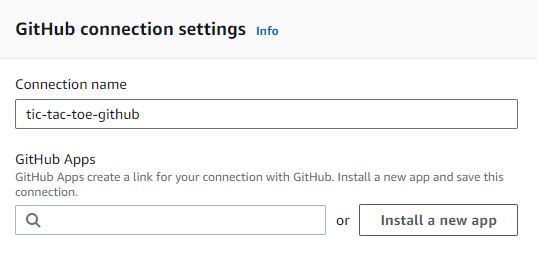 GitHub connection settings Info
Connection name
tic-tac-toe-github
GitHub Apps
GitHub Apps create a link for your connection with GitHub. Install a new app and save this
connection.
or Install a new app